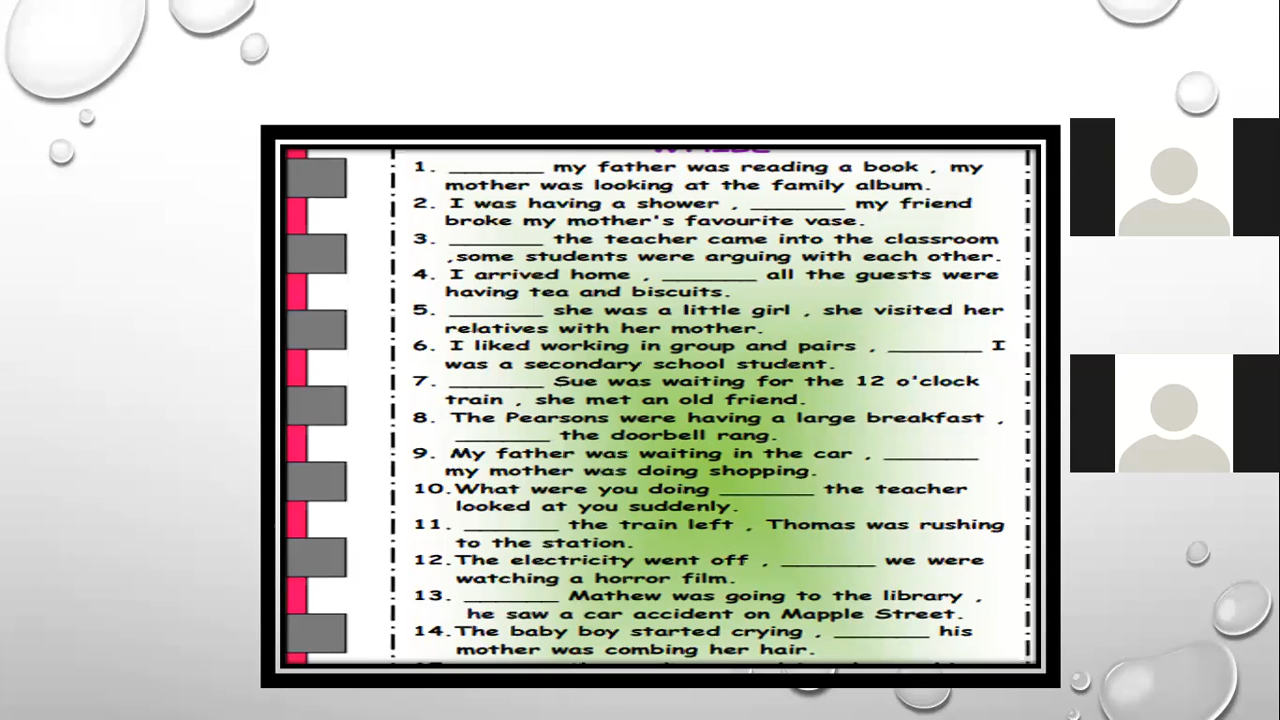 1. ________ my father was reading a book , my
mother was looking at the family album.
2. I was having a shower , ________ my friend
broke my mother's favourite vase.
3. ________ the teacher came into the classroom
,some students were arguing with each other.
4. I arrived home , ________ all the guests were
having tea and biscuits.
5. ________ she was a little girl , she visited her
relatives with her mother.
6. I liked working in group and pairs , ________ I
was a secondary school student.
7. ________ Sue was waiting for the 12 o'clock
train , she met an old friend.
8. The Pearsons were having a large breakfast ,
________ the doorbell rang.
9. My father was waiting in the car , ________
my mother was doing shopping.
10.What were you doing ________ the teacher
looked at you suddenly.
11. ________ the train left , Thomas was rushing
to the station.
12.The electricity went off , ________ we were
watching a horror film.
13. ________ Mathew was going to the library ,
he saw a car accident on Mapple Street.
14.The baby boy started crying , ________ his
mother was combing her hair.